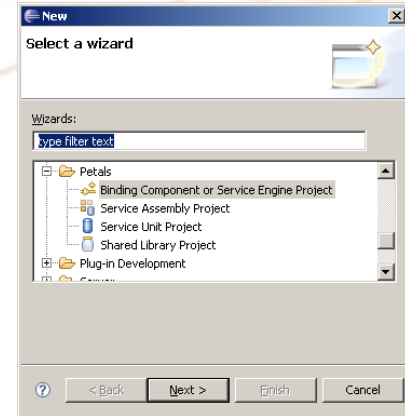 New
Select a wizard
Wizards:
type filter text
Petals
Binding Component or Service Engine Project
Service Assembly Project
Service Unit Project
Shared Library Project
Plug-in Development
Server
< Back
Next >
Finish
Cancel